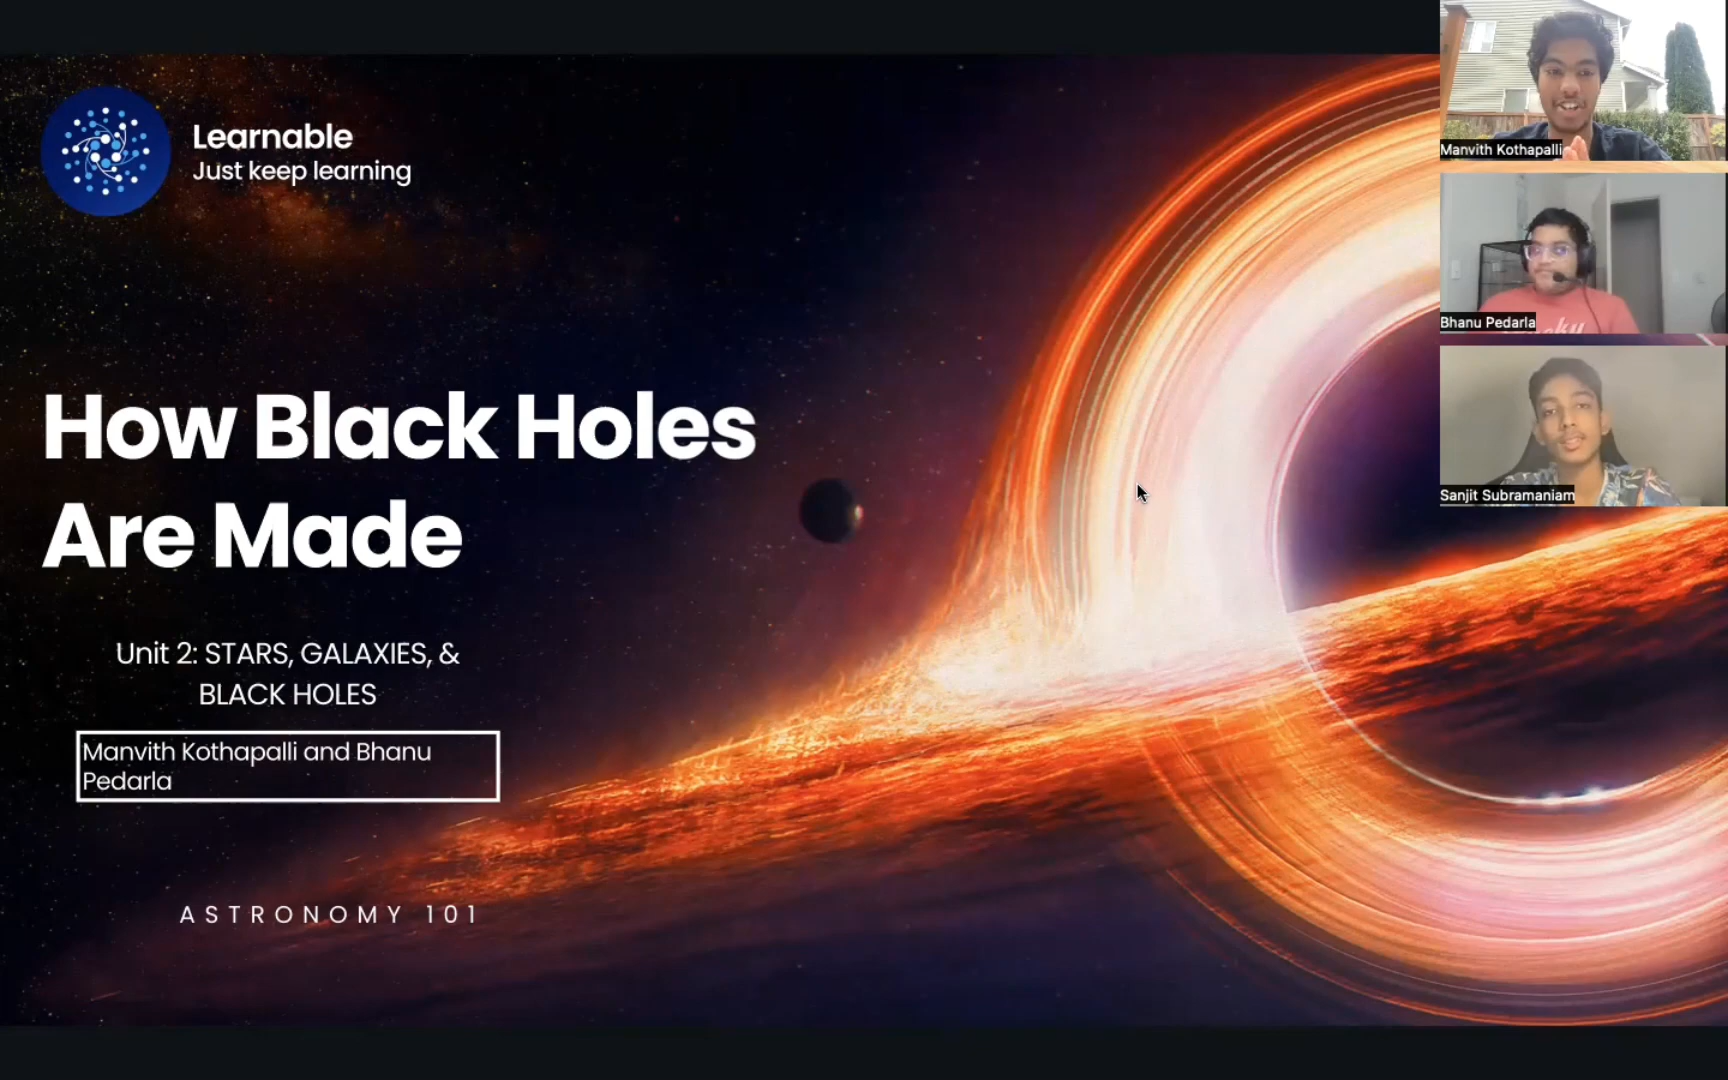 Learnable
Just keep learning
How Black Holes
Are Made
Unit 2: STARS, GALAXIES, &
BLACK HOLES
Manvith Kothapalli and Bhanu
Pedarla
ASTRONOMY 101
Manvith Kothapalli
Bhanu Pedarla
Sanjit Subramaniam